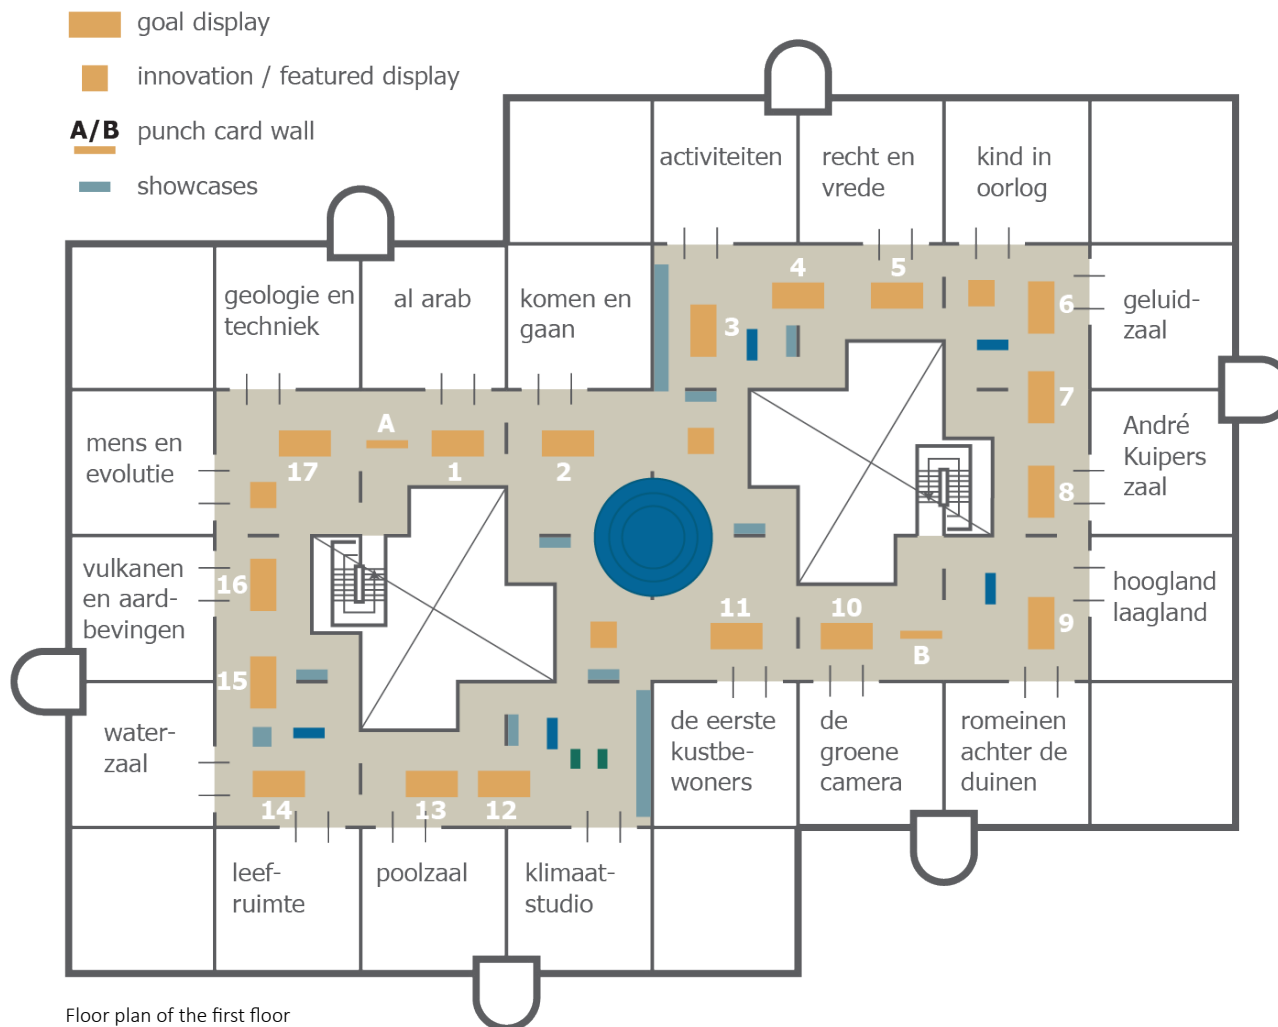 goal display
innovation / featured display
A/B punch card wall
showcases
activiteiten
recht en
vrede
kind in
oorlog
geologie en
techniek
al arab
komen en
gaan
4
5
6
3
geluid-
zaal
7
André
Kuipers
zaal
8
mens en
evolutie
A
17
1
2
vulkanen
en aard-
bevingen
16
hoogland
laagland
11
10
B
9
15
water-
zaal
de eerste
kustbe-
woners
de
groene
camera
romeinen
achter de
duinen
14
13
12
leef-
ruimte
poolzaal
klimaat-
studio
Floor plan of the first floor